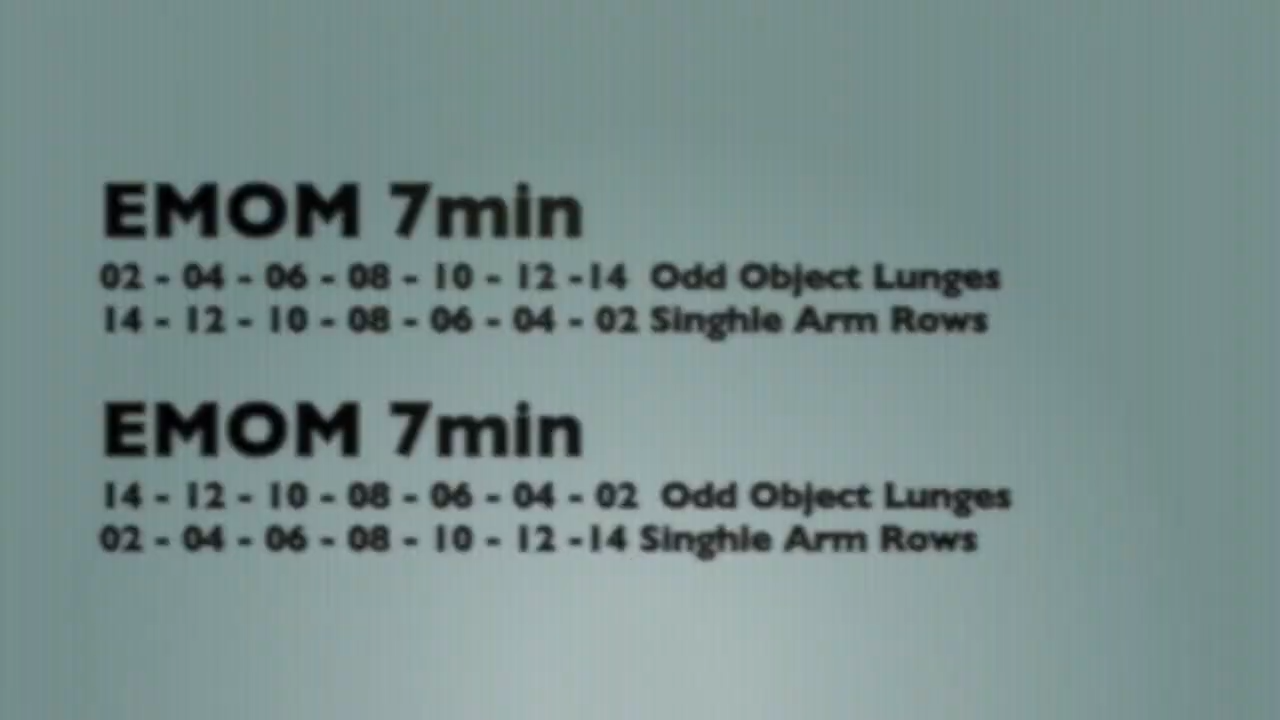 EMOM 7min
02 - 04 - 06 - 08 - 10 - 12 -14  Odd Object Lunges
14 - 12 - 10 - 08 - 06 - 04 - 02 Singhle Arm Rows
EMOM 7min
14 - 12 - 10 - 08 - 06 - 04 - 02  Odd Object Lunges
02 - 04 - 06 - 08 - 10 - 12 -14 Singhle Arm Rows